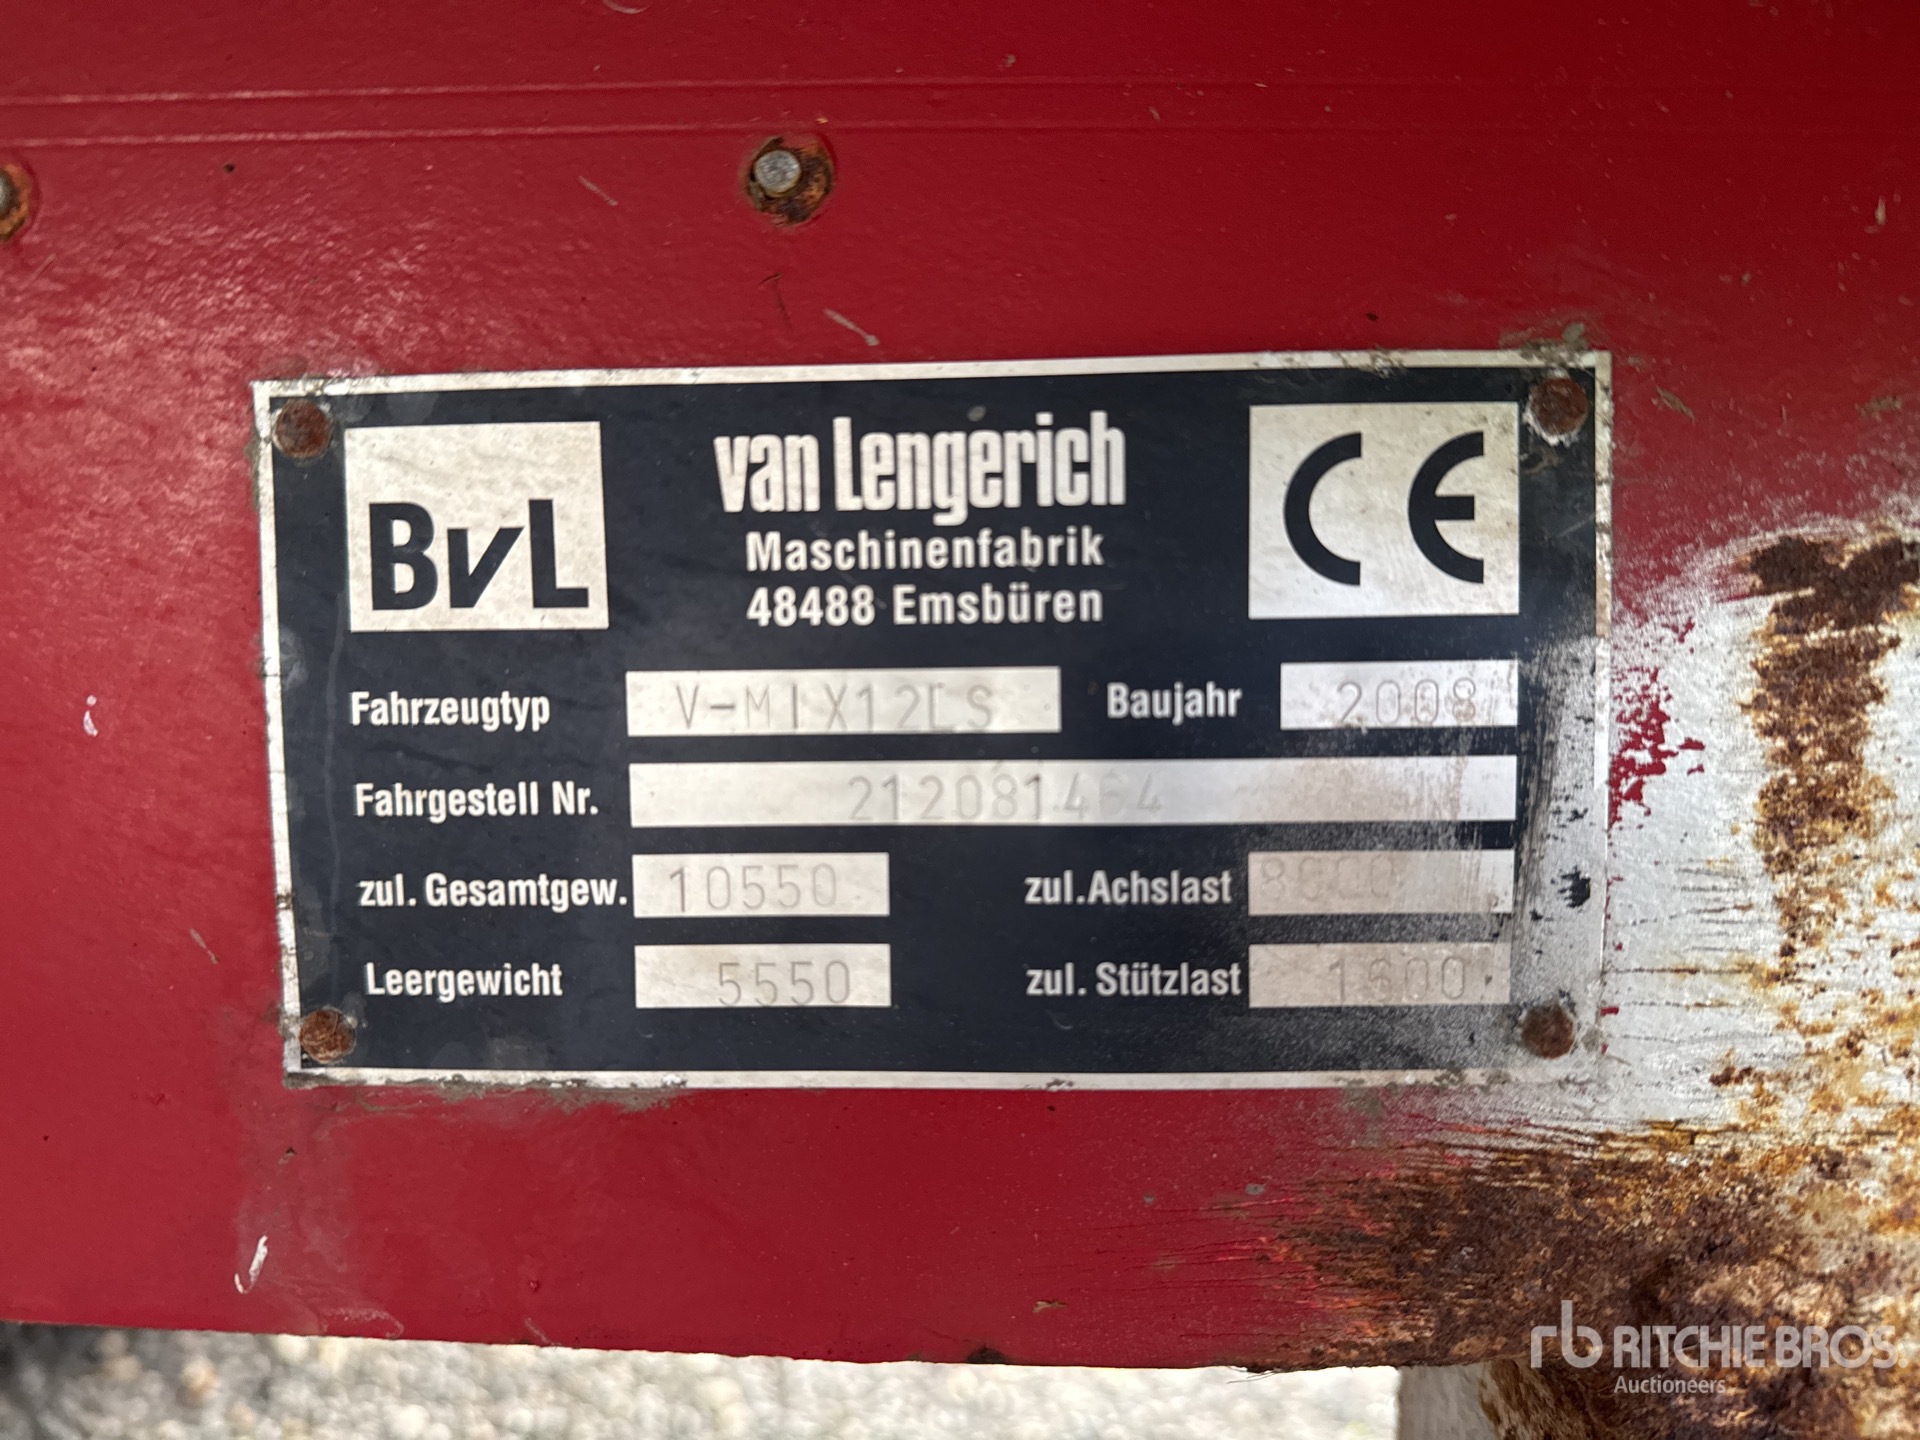 BvL
van Lengerich
Maschinenfabrik
48488 Emsbüren
CE
Fahrzeugtyp V-MIX12LS Baujahr 2008
Fahrgestell Nr. 212081464
zul. Gesamtgew. 10550 zul. Achslast
Leergewicht 5550 zul. Stützlast 1600
rb RITCHIE BROS.
Auctioneers